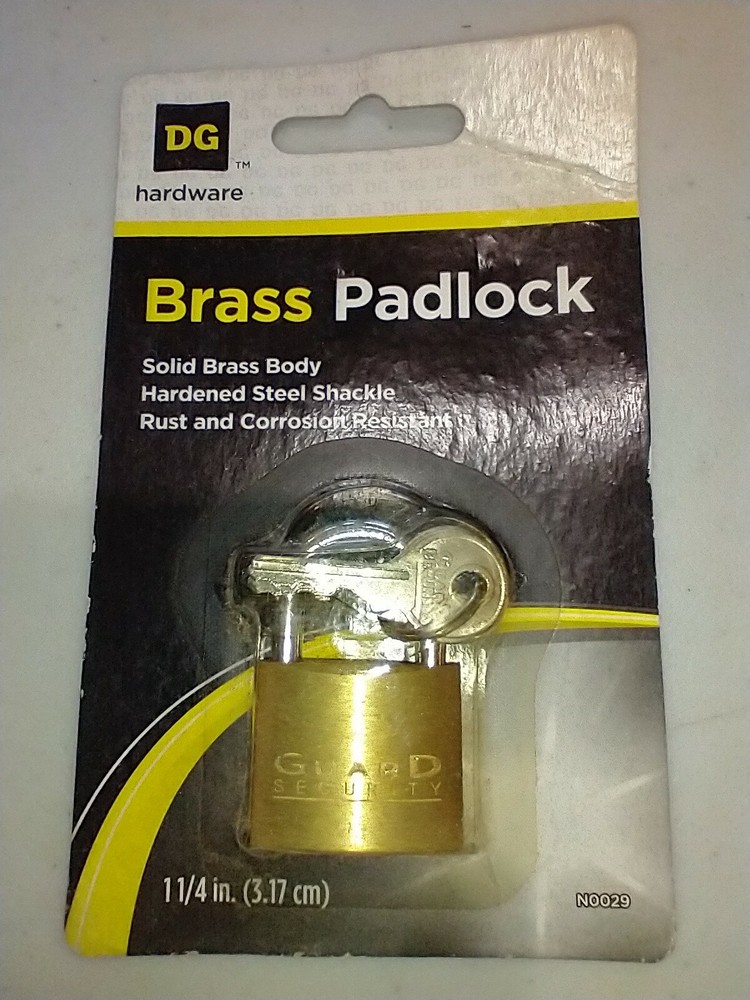 DG
TM
hardware
Brass Padlock
Solid Brass Body
Hardened Steel Shackle
Rust and Corrosion Resistant
GUARD
SECURITY
1 1/4 in. (3.17 cm)
N0029